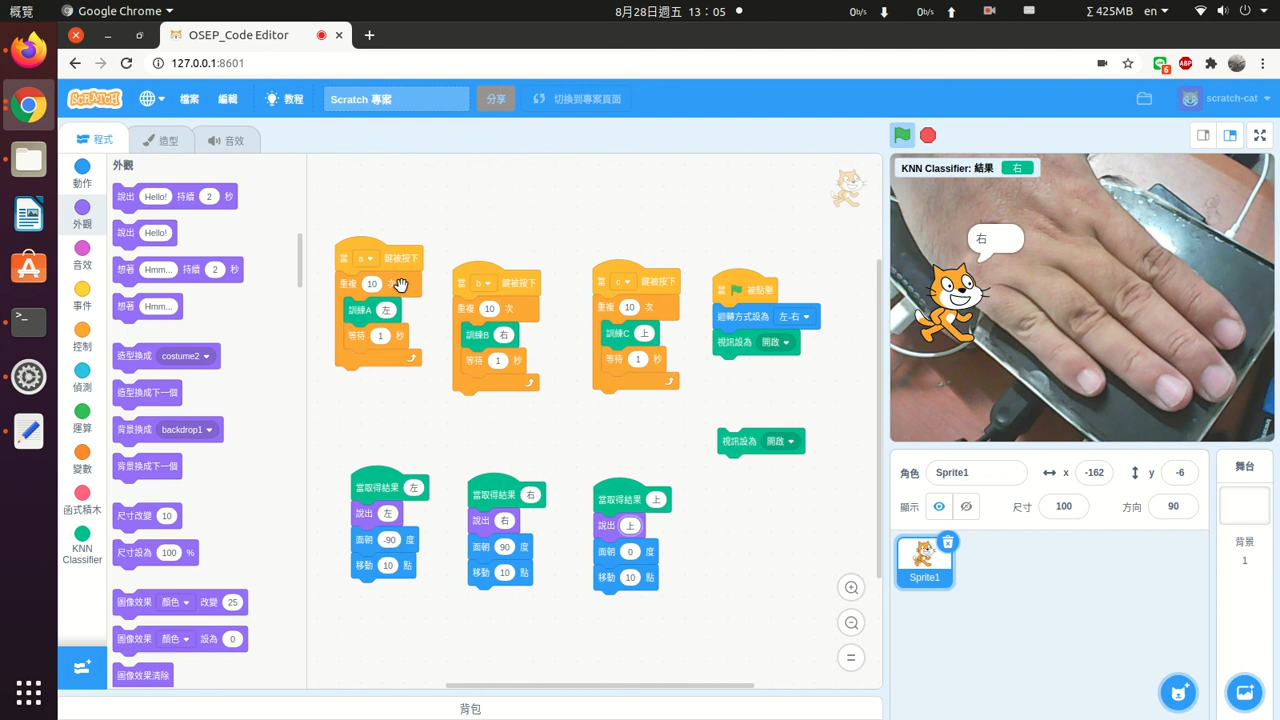 概覽
Google Chrome
8月28日週五 13：05
0b/s
0b/s
Σ 425MB
en
OSEP_Code Editor
127.0.0.1:8601
6
ABP
SCRATCH
檔案
編輯
教程
Scratch 專案
分享
切換到專案頁面
scratch-cat
程式
造型
音效
動作
外觀
音效
事件
控制
偵測
運算
變數
函式積木
KNN
Classifier
外觀
說出 Hello! 持續 2 秒
說出 Hello!
想著 Hmm... 持續 2 秒
想著 Hmm...
造型換成 costume2
造型換成下一個
背景換成 backdrop1
背景換成下一個
尺寸改變 10
尺寸設為 100 %
圖像效果 顏色 改變 25
圖像效果 顏色 設為 0
圖像效果清除
當 a 鍵被按下
重複 10 次
訓練A 左
等待 1 秒
當 b 鍵被按下
重複 10 次
訓練B 右
等待 1 秒
當 c 鍵被按下
重複 10 次
訓練C 上
等待 1 秒
當 被點擊
迴轉方式設為 左-右
視訊設為 開啟
視訊設為 開啟
當取得結果 左
說出 左
面朝 -90 度
移動 10 點
當取得結果 右
說出 右
面朝 90 度
移動 10 點
當取得結果 上
說出 上
面朝 0 度
移動 10 點
背包
KNN Classifier: 結果 右
右
角色 Sprite1 x -162 y -6
顯示 尺寸 100 方向 90
Sprite1
舞台
背景
1